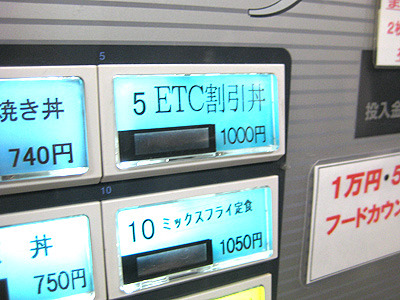 5
焼き丼
740円
5 ETC割引丼
1000円
10
丼
750円
10 ミックスフライ定食
1050円
2
投入金
1万円・5
フードカウン